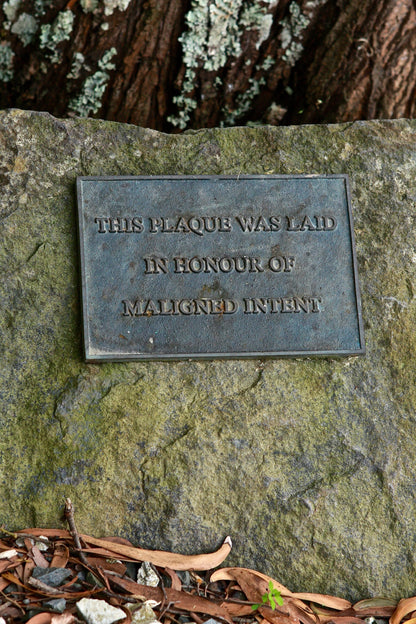 THIS PLAQUE WAS LAID
IN HONOUR OF
MALIGNED INTENT